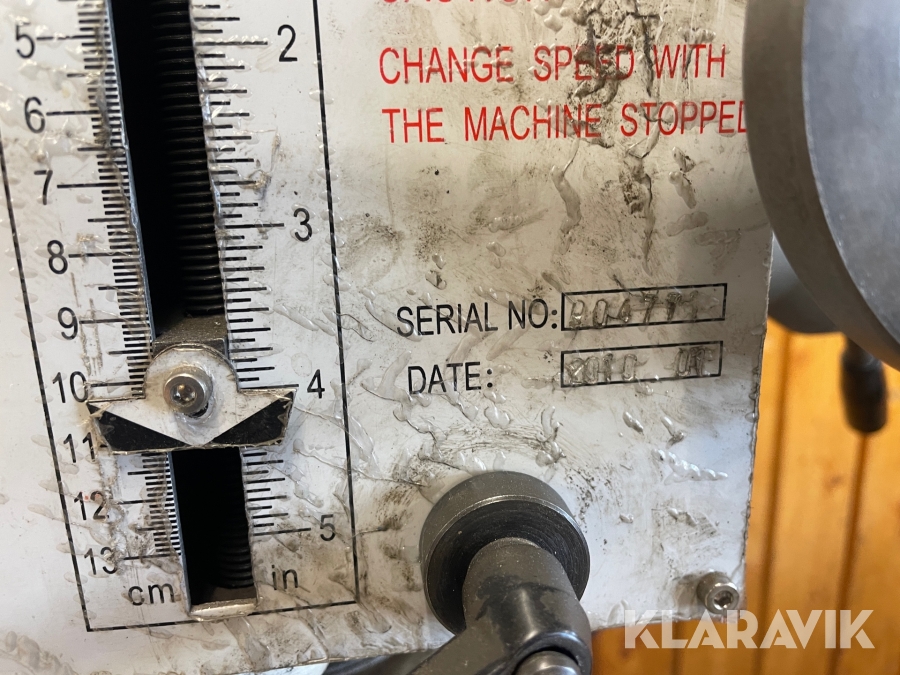 CHANGE SPEED WITH
THE MACHINE STOPPED
SERIAL NO:
DATE: 2010
5
6
7
8
9
10
11
12
13
cm
2
3
4
5
in
KLARAVIK